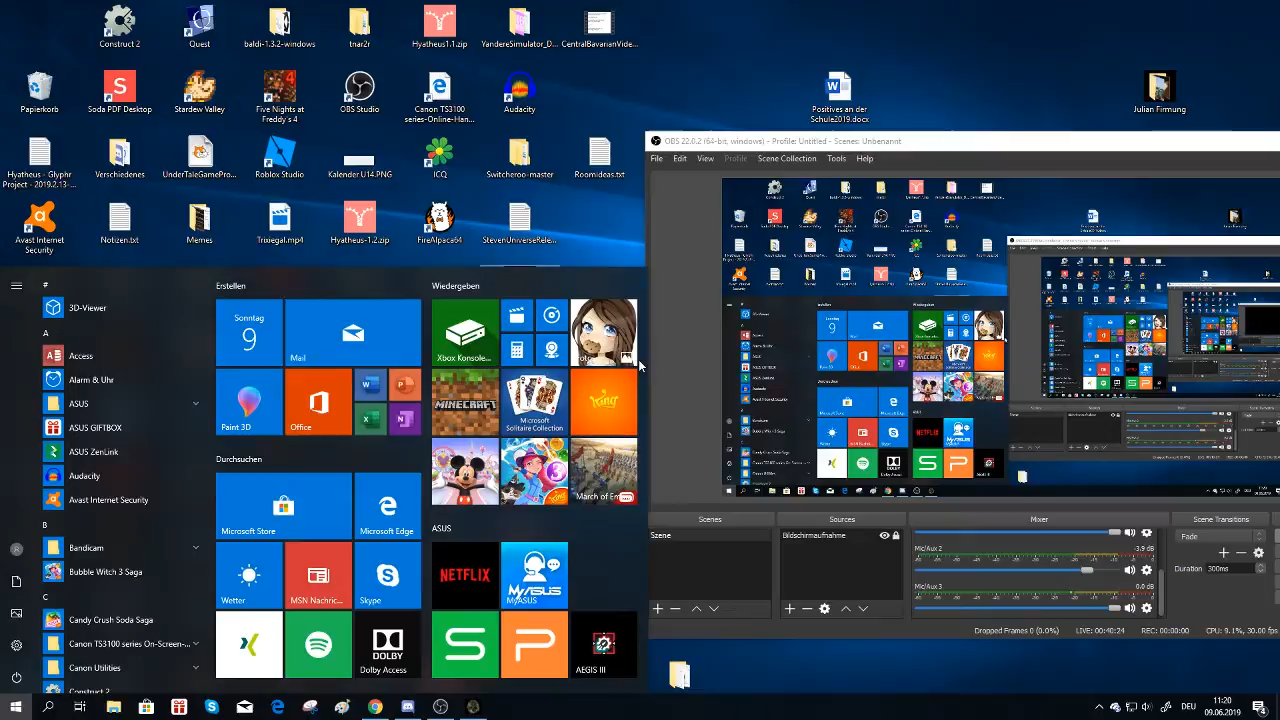 Construct 2
Quest
baldi-1.3.2-windows
tnar2r
Hyatheus1.1.zip
YandereSimulator_D...
CentralBavarianVide...
Papierkorb
Soda PDF Desktop
Stardew Valley
Five Nights at
Freddy's 4
OBS Studio
Canon TS3100
series-Online-Han...
Audacity
Positives an der
Schule2019.docx
Julian Firmung
Hyatheus - Glyner
Project - 2019.2.13-...
Verschiedenes
UnderTaleGamePro...
Roblox Studio
Kalender U14.PNG
ICQ
Switcheroo-master
Roomideas.txt
Avast Internet
Security
Notizen.txt
Memes
Trixiegal.mp4
Hyatheus-1.2.zip
FireAlpaca64
StevenUniverseRele...
OBS 22.0.2 (64-bit, windows) - Profile: Untitled - Scenes: Unbenannt
File Edit View Profile Scene Collection Tools Help
3D-Viewer
A
Access
Alarm & Uhr
ASUS
ASUS GIFTBOX
ASUS ZenLink
Audacity
Avast Internet Security
B
Bandicam
Bubble Witch 3 Saga
C
Candy Crush Soda Saga
Canon TS3100 series On-Screen-...
Canon Utilities
Construct 2
Erstellen
Sonntag
9
Mail
Paint 3D
Office
Durchsuchen
Microsoft Store
Microsoft Edge
Wetter
MSN Nachric...
Skype
DOLBY
Dolby Access
Wiedergeben
Xbox Konsole...
MINECRAFT
Microsoft
Solitaire Collection
King
March of Em...
ASUS
NETFLIX
MyASUS
AEGIS III
Scenes
Sources
Mixer
Scene Transitions
Szene
Bildschirmaufnahme
Mic/Aux 2
-3.9 dB
Mic/Aux 3
0.0 dB
Fade
Duration 300ms
Dropped Frames 0 (0.0%)
LIVE: 00:40:24
REC: 00:00:00
CPU: 9.1%, 30.00 fps
DEU
11:20
09.06.2019